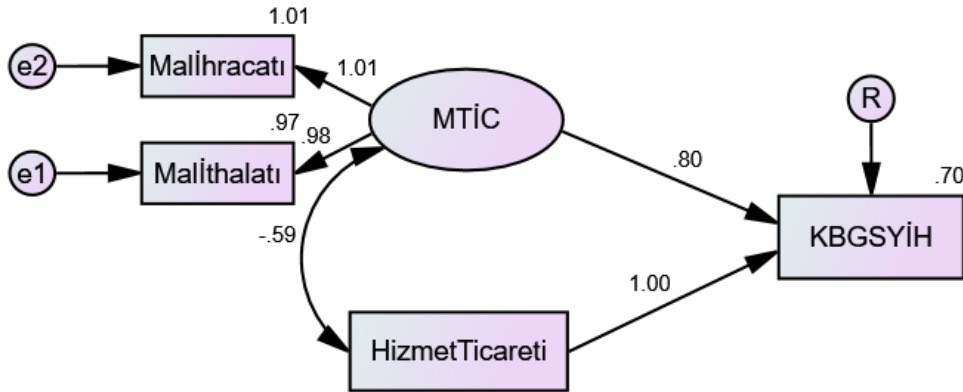 1.01
e2
Malİhracatı
1.01
MTİC
R
.97
.98
e1
Malİthalatı
.80
.70
KBGSYİH
-.59
1.00
HizmetTicareti